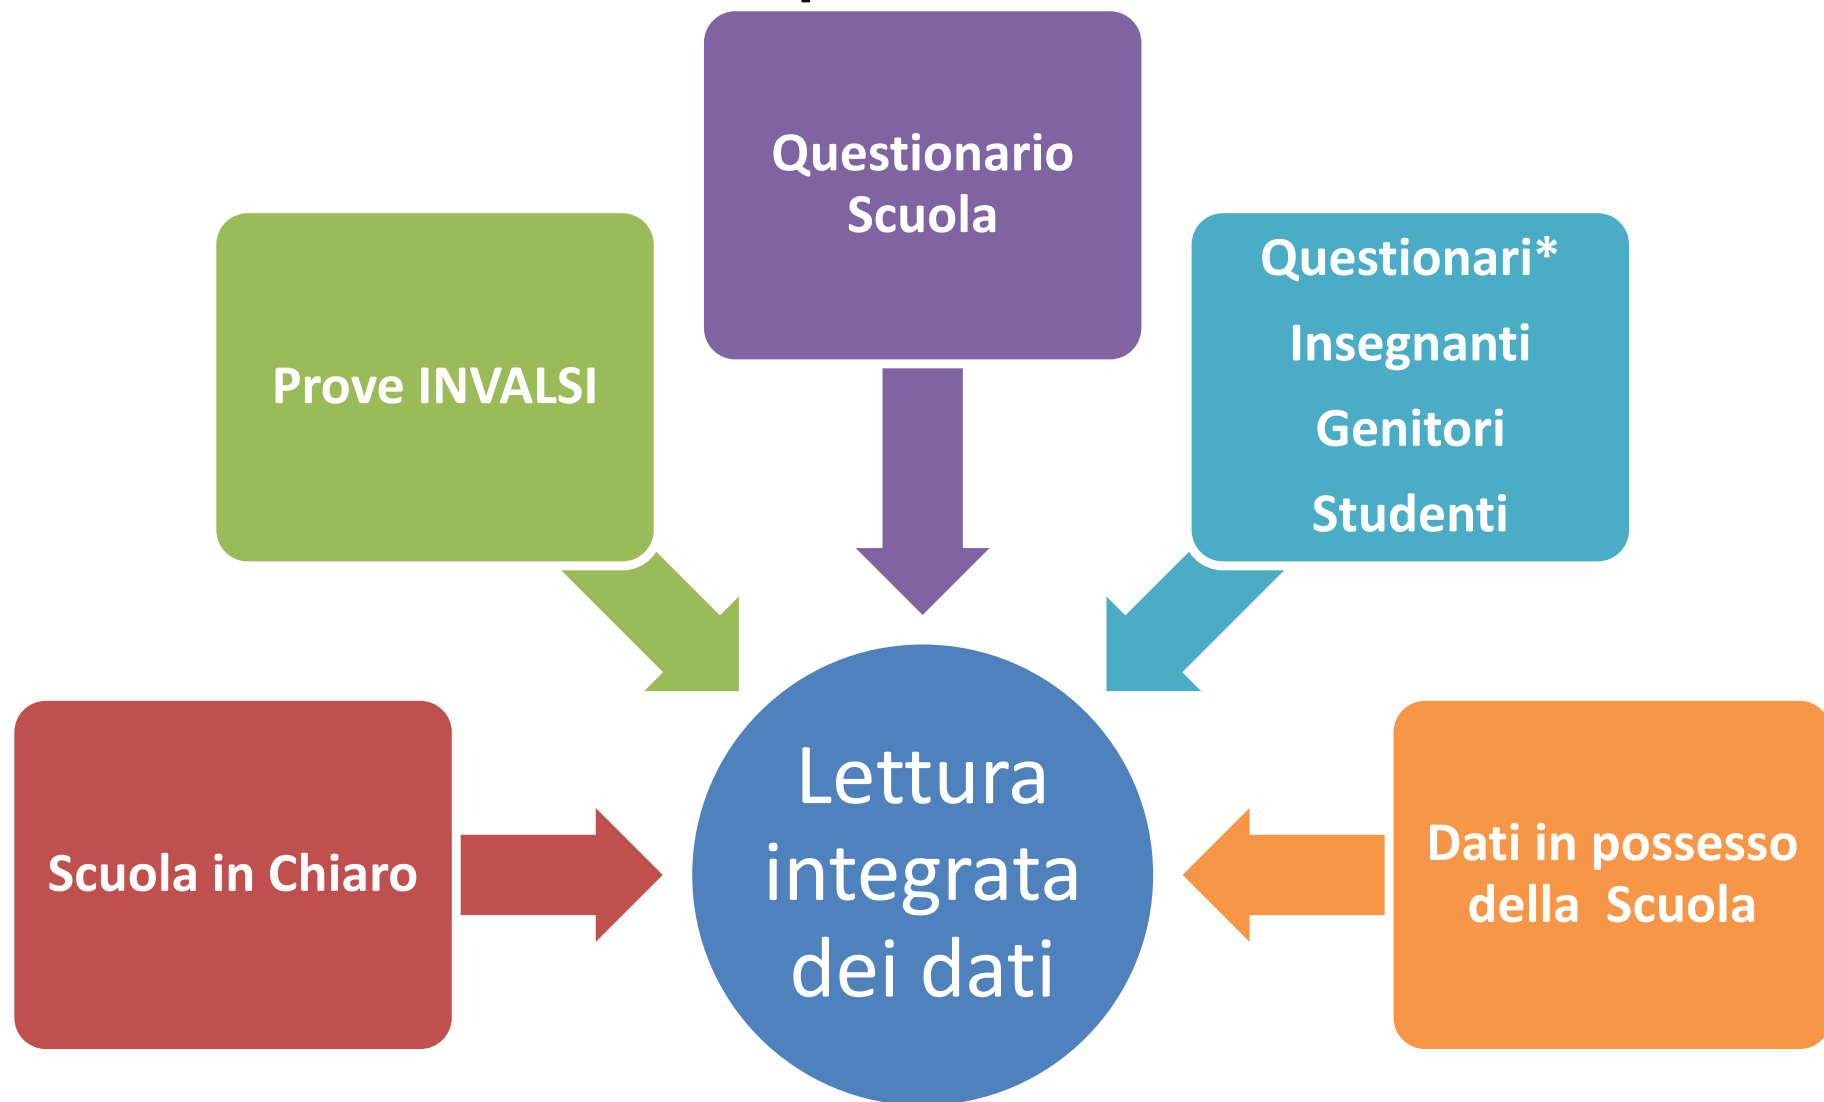 Questionario
Scuola
Prove INVALSI
Questionari*
Insegnanti
Genitori
Studenti
Scuola in Chiaro
Lettura
integrata
dei dati
Dati in possesso
della  Scuola